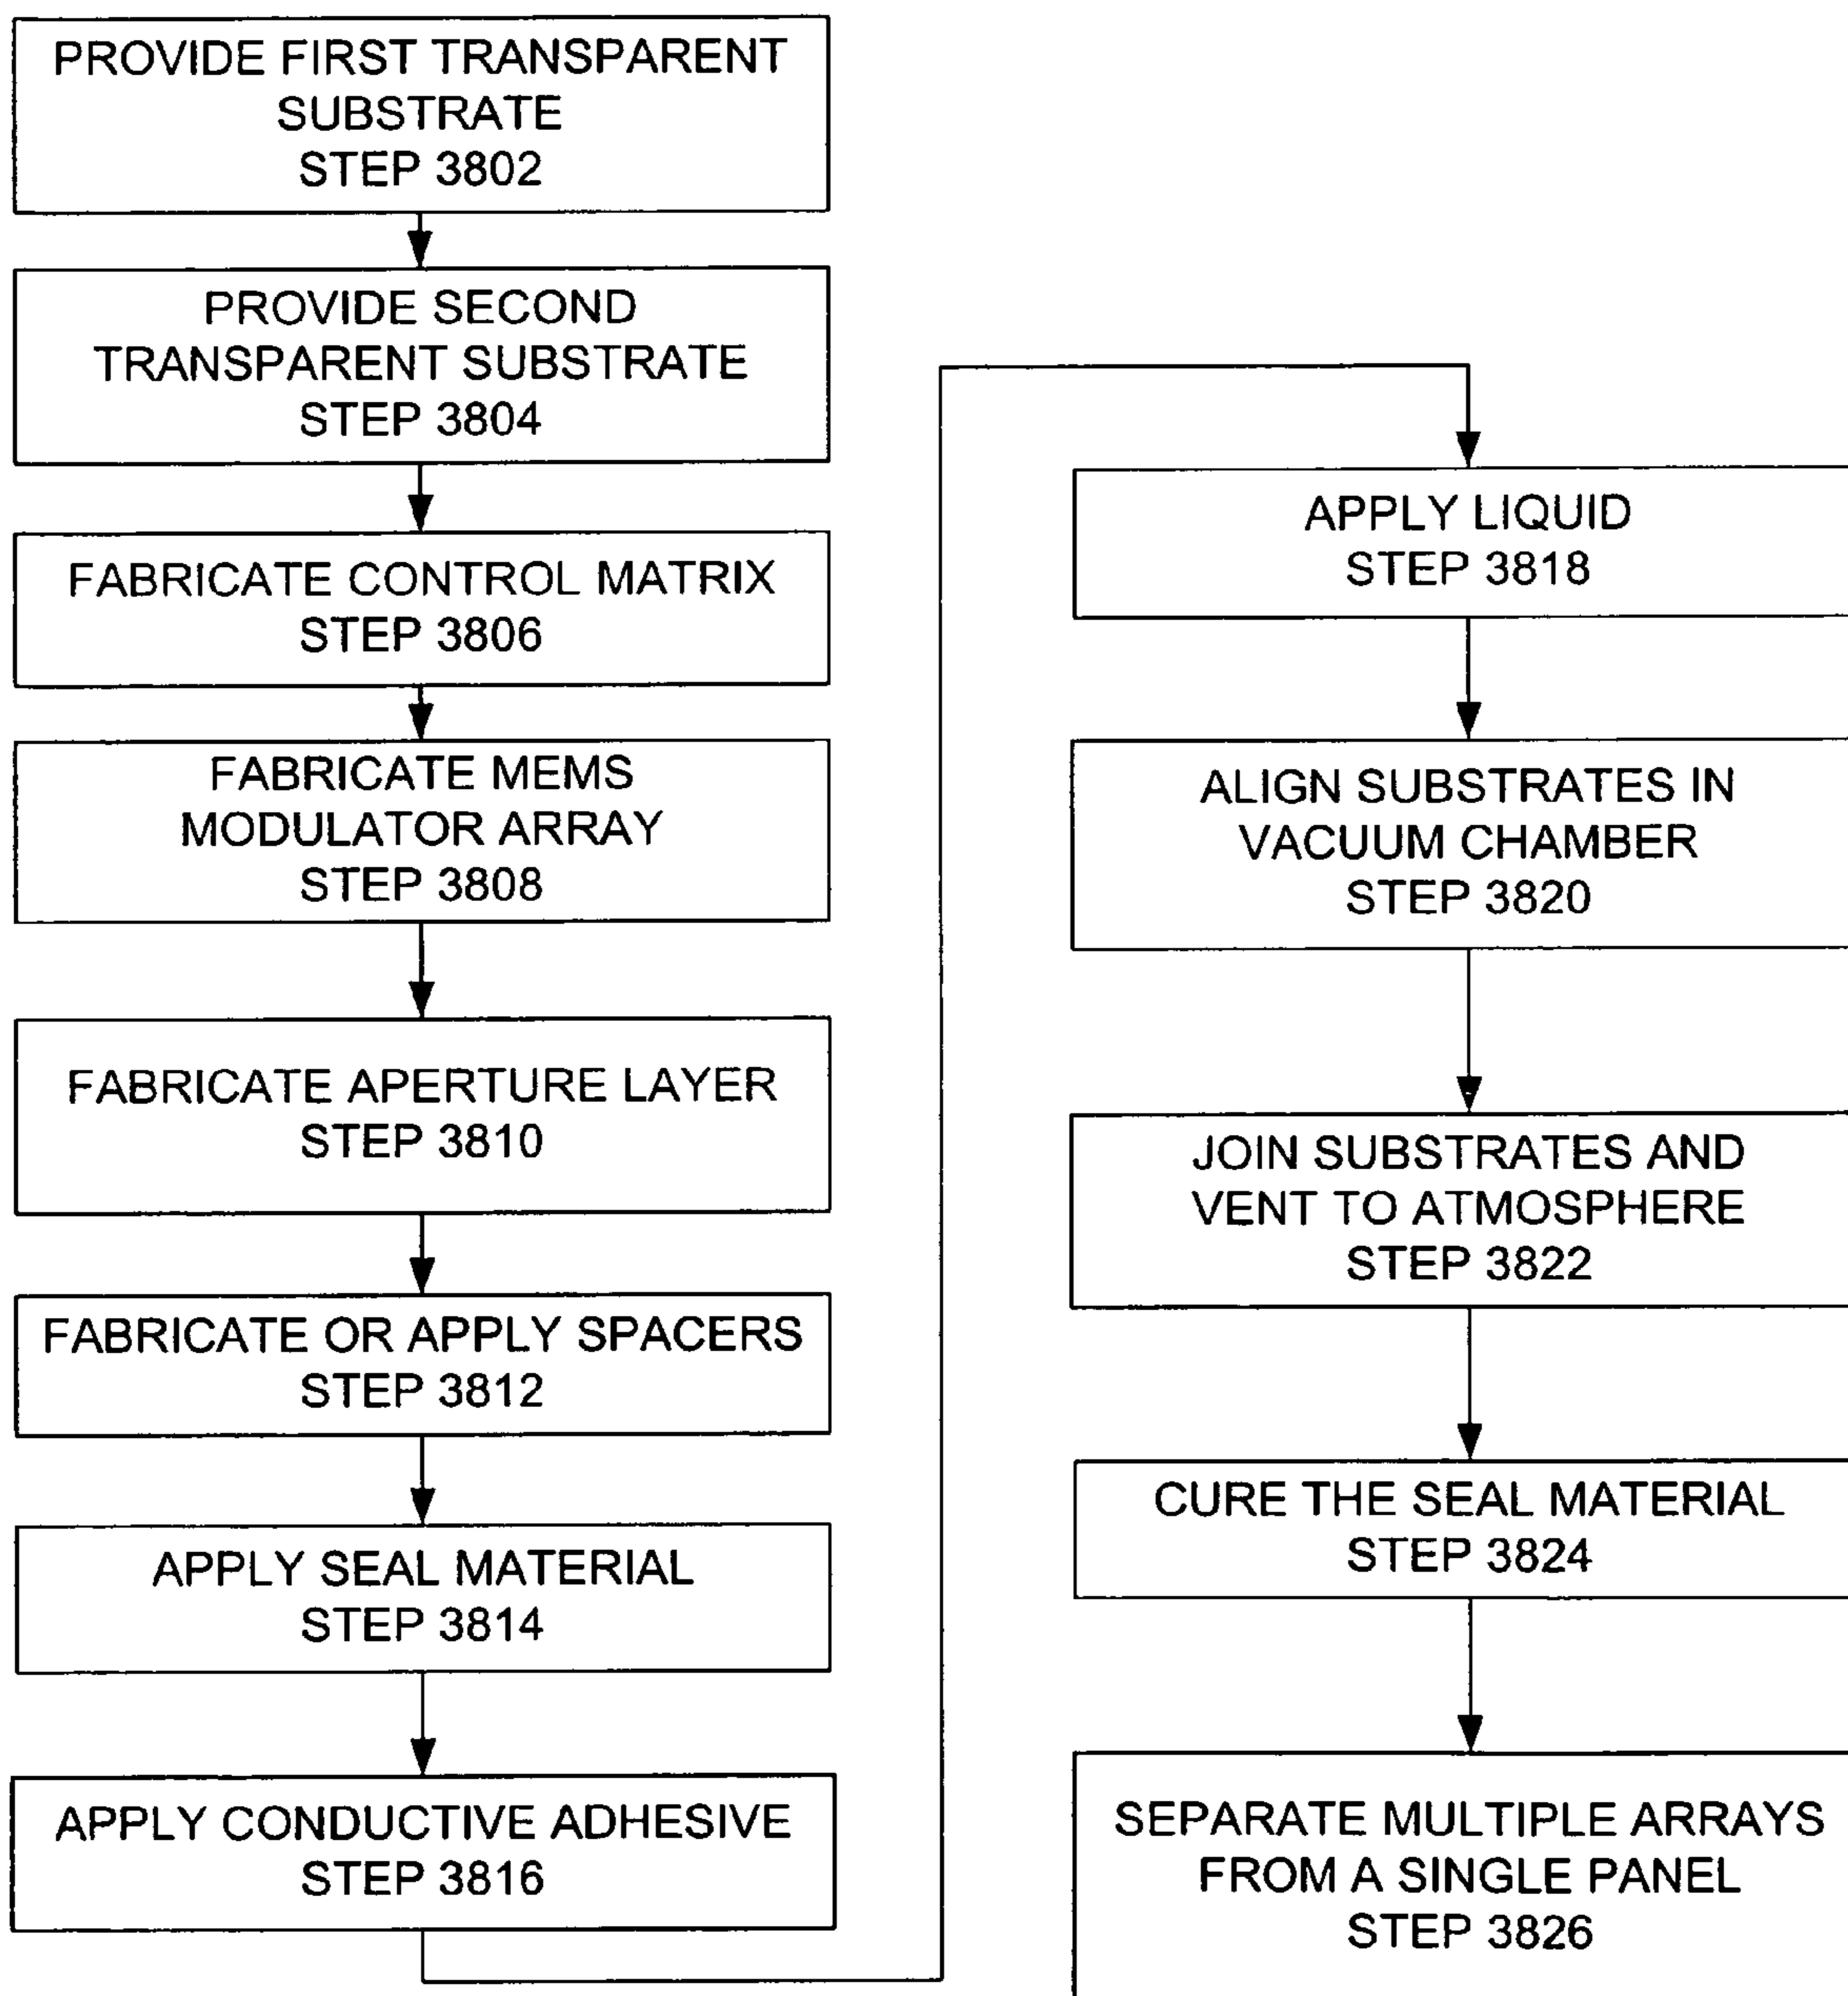 PROVIDE FIRST TRANSPARENT
SUBSTRATE
STEP 3802
PROVIDE SECOND
TRANSPARENT SUBSTRATE
STEP 3804
FABRICATE CONTROL MATRIX
STEP 3806
FABRICATE MEMS
MODULATOR ARRAY
STEP 3808
FABRICATE APERTURE LAYER
STEP 3810
FABRICATE OR APPLY SPACERS
STEP 3812
APPLY SEAL MATERIAL
STEP 3814
APPLY CONDUCTIVE ADHESIVE
STEP 3816
APPLY LIQUID
STEP 3818
ALIGN SUBSTRATES IN
VACUUM CHAMBER
STEP 3820
JOIN SUBSTRATES AND
VENT TO ATMOSPHERE
STEP 3822
CURE THE SEAL MATERIAL
STEP 3824
SEPARATE MULTIPLE ARRAYS
FROM A SINGLE PANEL
STEP 3826